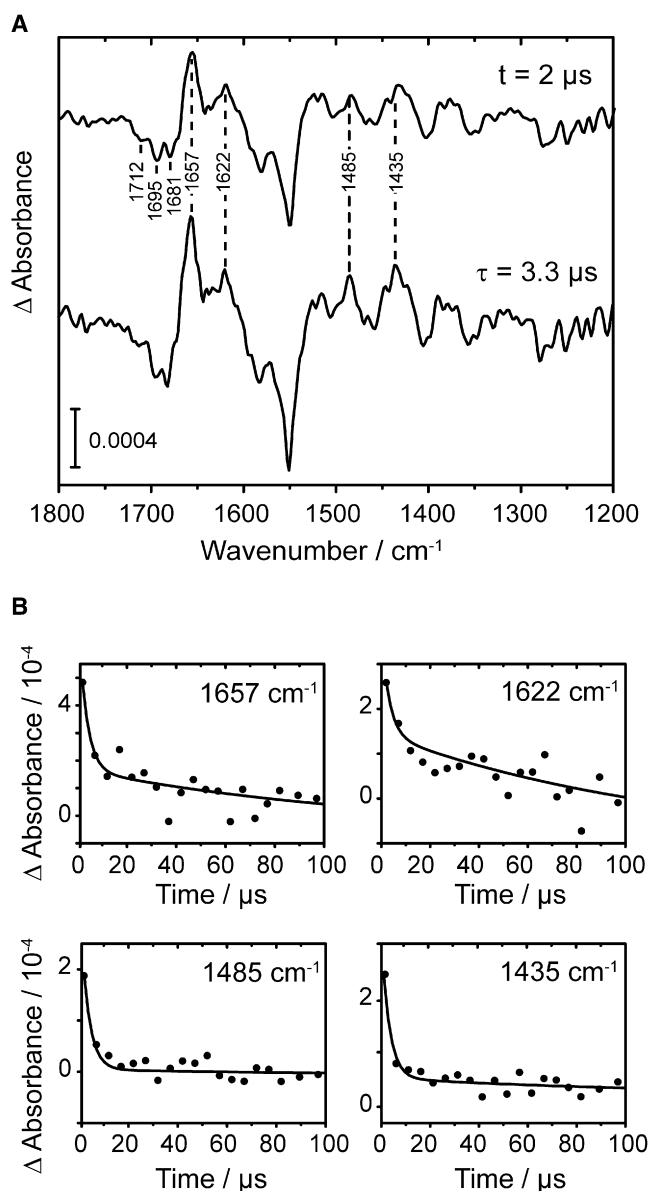 A
t = 2 µs
1712
1695
1681
1657
1622
1485
1435
τ = 3.3 µs
0.0004
Δ Absorbance
1800 1700 1600 1500 1400 1300 1200
Wavenumber / cm-1
B
1657 cm-1
4
0
Δ Absorbance / 10-4
0 20 40 60 80 100
Time / µs
1622 cm-1
2
0
0 20 40 60 80 100
Time / µs
1485 cm-1
2
0
Δ Absorbance / 10-4
0 20 40 60 80 100
Time / µs
1435 cm-1
2
0
0 20 40 60 80 100
Time / µs